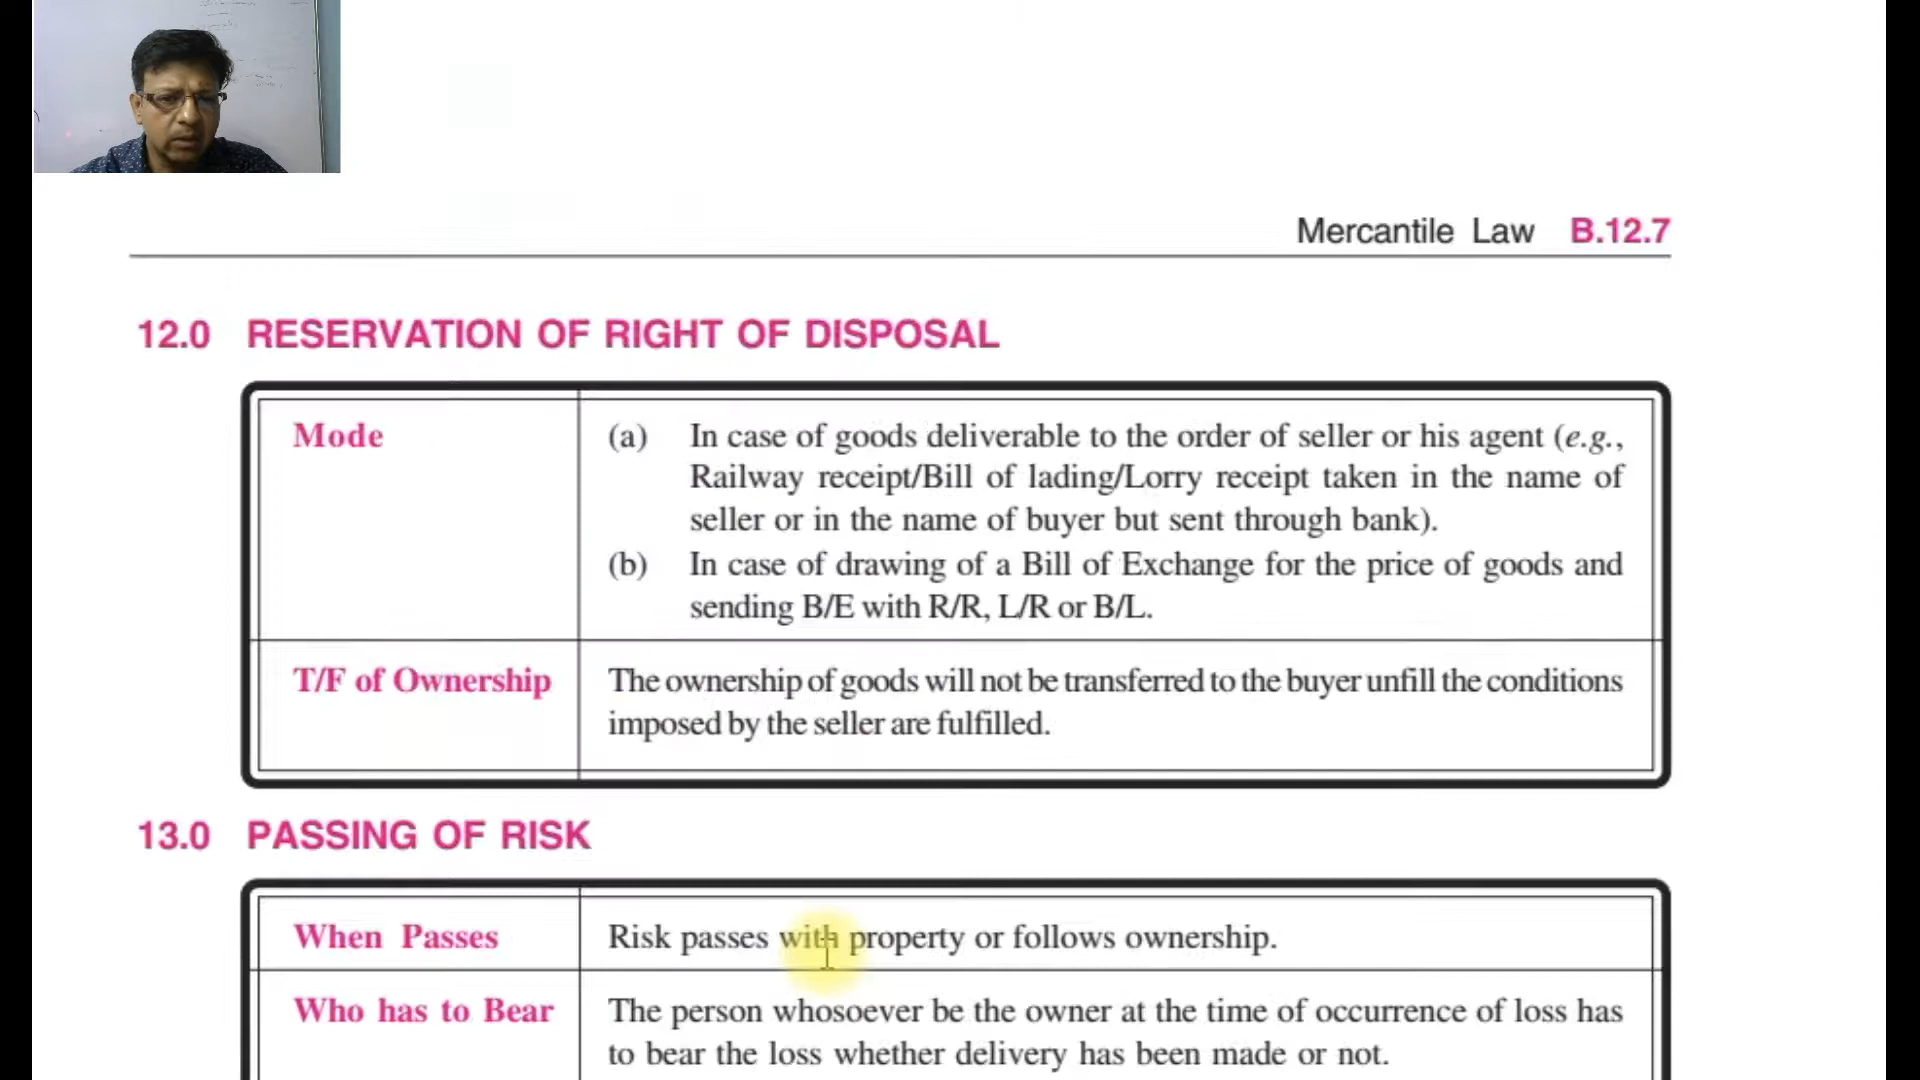 Mercantile Law B.12.7
12.0 RESERVATION OF RIGHT OF DISPOSAL
Mode
(a) In case of goods deliverable to the order of seller or his agent (e.g.,
Railway receipt/Bill of lading/Lorry receipt taken in the name of
seller or in the name of buyer but sent through bank).
(b) In case of drawing of a Bill of Exchange for the price of goods and
sending B/E with R/R, L/R or B/L.
T/F of Ownership
The ownership of goods will not be transferred to the buyer unfill the conditions
imposed by the seller are fulfilled.
13.0 PASSING OF RISK
When Passes
Risk passes with property or follows ownership.
Who has to Bear
The person whosoever be the owner at the time of occurrence of loss has
to bear the loss whether delivery has been made or not.